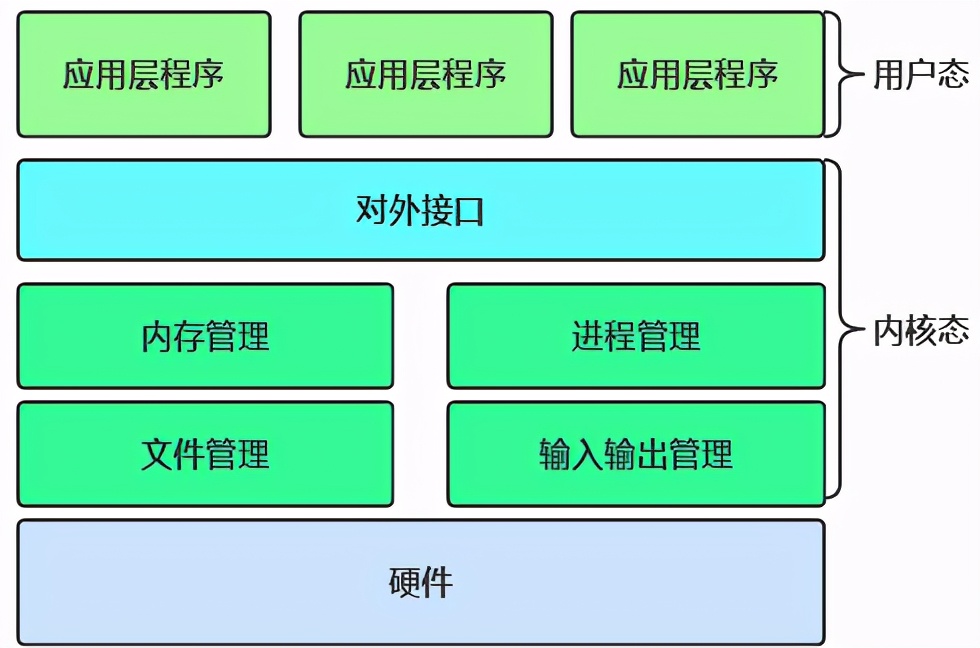 应用层程序
应用层程序
应用层程序
用户态
对外接口
内存管理
进程管理
内核态
文件管理
输入输出管理
硬件